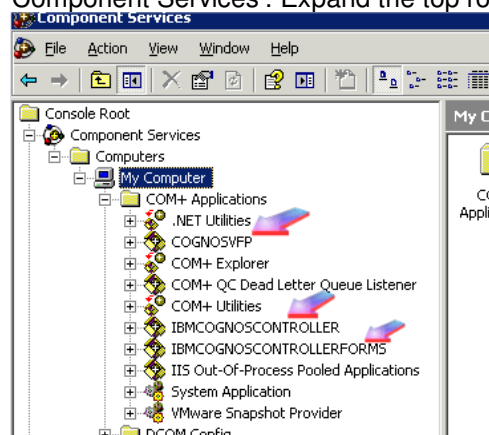 Component Services . Expand the top ro
Component Services
File Action View Window Help
Console Root
Component Services
Computers
My Computer
COM+ Applications
.NET Utilities
COGNOSVFP
COM+ Explorer
COM+ QC Dead Letter Queue Listener
COM+ Utilities
IBMCOGNOSCONTROLLER
IBMCOGNOSCONTROLLERFORMS
IIS Out-Of-Process Pooled Applications
System Application
VMware Snapshot Provider
DCOM Config
My C
CO
Appli